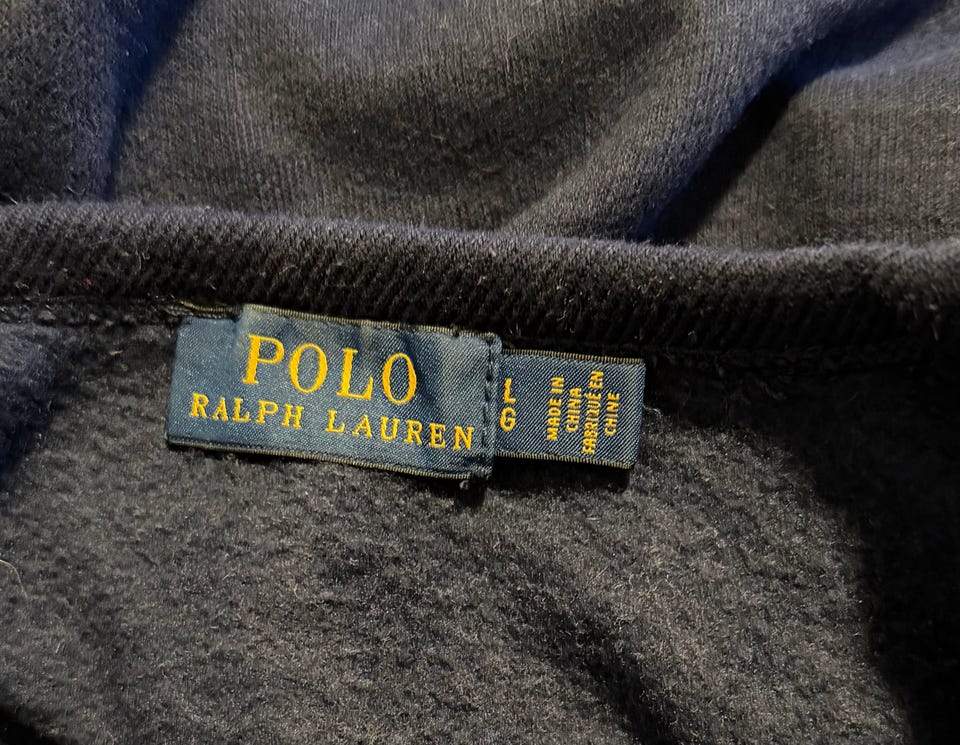 POLO
RALPH LAUREN
L
G
MADE IN
CHINA
FABRIQUÉ EN
CHINE